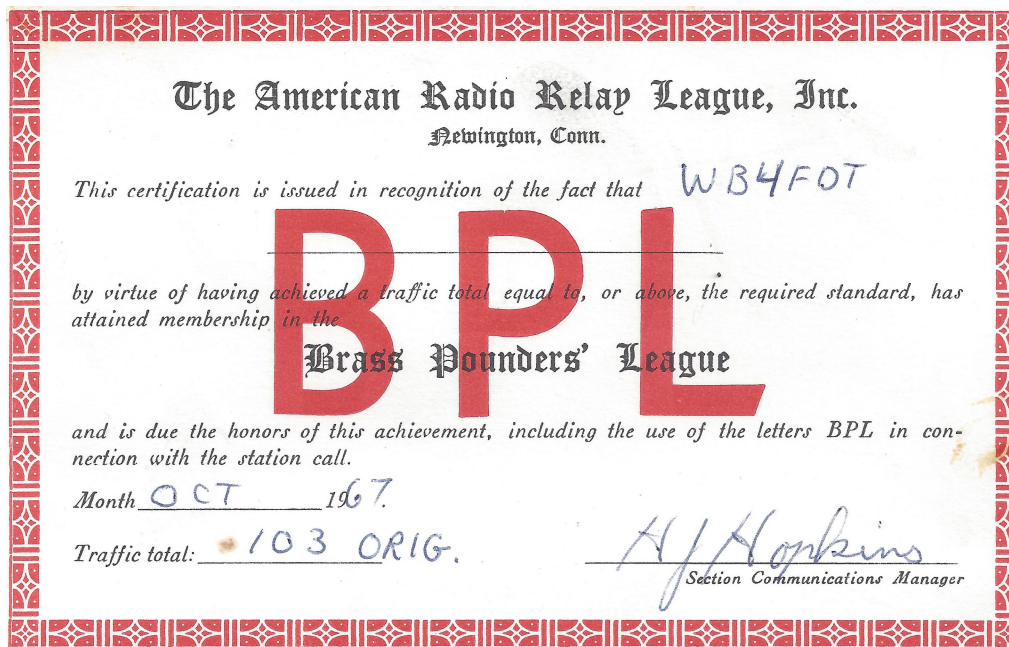 The American Radio Relay League, Inc.
Newington, Conn.
This certification is issued in recognition of the fact that WB4FDT
BPL
by virtue of having achieved a traffic total equal to, or above, the required standard, has
attained membership in the
Brass Pounders' League
and is due the honors of this achievement, including the use of the letters BPL in con-
nection with the station call.
Month OCT 1967.
Traffic total: 103 ORIG.
H J Hopkins
Section Communications Manager